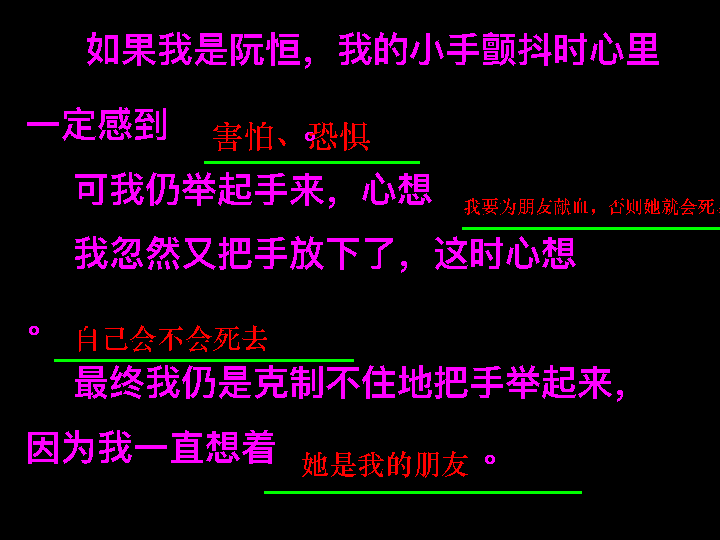 如果我是阮恒，我的小手颤抖时心里
一定感到 害怕、恐惧 。
可我仍举起手来，心想 我要为朋友献血，否则她就会死
我忽然又把手放下了，这时心想
。 自己会不会死去
最终我仍是克制不住地把手举起来，
因为我一直想着 她是我的朋友 。